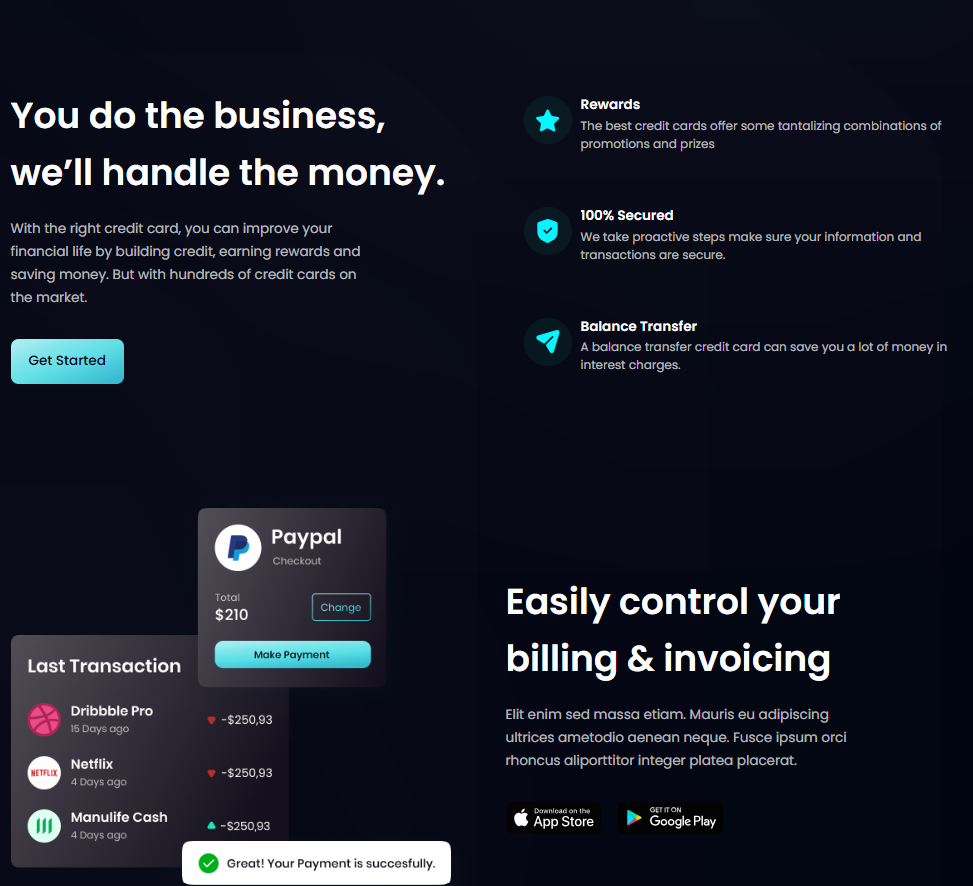 You do the business,
we’ll handle the money.
With the right credit card, you can improve your
financial life by building credit, earning rewards and
saving money. But with hundreds of credit cards on
the market.
Get Started
Rewards
The best credit cards offer some tantalizing combinations of
promotions and prizes
100% Secured
We take proactive steps make sure your information and
transactions are secure.
Balance Transfer
A balance transfer credit card can save you a lot of money in
interest charges.
Paypal
Checkout
Total
$210
Change
Make Payment
Last Transaction
Dribbble Pro
15 Days ago
-$250,93
NETFLIX
Netflix
4 Days ago
-$250,93
Manulife Cash
4 Days ago
-$250,93
Great! Your Payment is succesfully.
Easily control your
billing & invoicing
Elit enim sed massa etiam. Mauris eu adipiscing
ultrices ametodio aenean neque. Fusce ipsum orci
rhoncus aliporttitor integer platea placerat.
Download on the
App Store
GET IT ON
Google Play